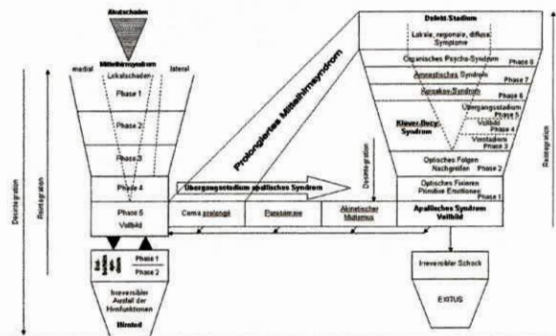 Akutschaden
Mittelhirnsyndrom
medial
Lokalschaden
lateral
Phase 1
Phase 2
Phase 3
Phase 4
Phase 5
Vollbild
Phase 1
Phase 2
Irreversibler
Ausfall der
Hirnfunktionen
Hirntod
Desintegration
Reintegration
Prolongiertes Mittelhirnsyndrom
Übergangsstadium apallisches Syndrom
Coma prolongé
Parasomnie
Akinetischer
Mutismus
Desintegration
Defekt-Stadium
Lokale, regionale, diffuse
Symptome
Organisches Psycho-Syndrom
Phase 8
Amnestisches Syndrom
Phase 7
Korsakow-Syndrom
Phase 6
Klüver-Bucy-
Syndrom
Übergangsstadium
Phase 5
Vollbild
Phase 4
Vorstadium
Phase 3
Optisches Folgen
Nachgreifen
Phase 2
Optisches Fixieren
Primitive Emotionen
Phase 1
Apallisches Syndrom
Vollbild
Irreversibler Schock
EXITUS
Reintegration